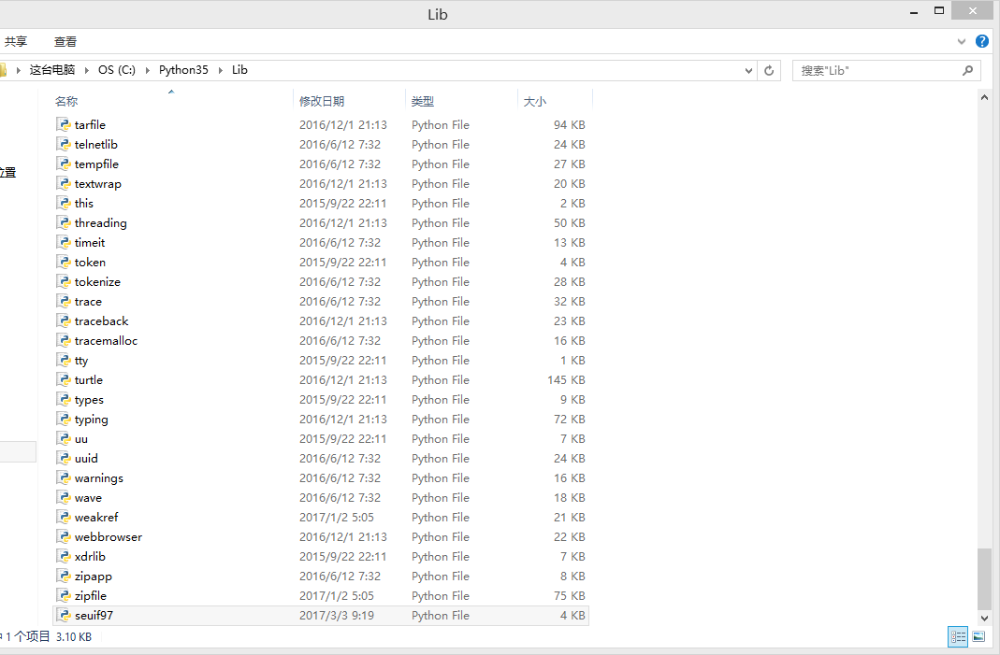 Lib
共享 查看
这台电脑 OS (C:) Python35 Lib 搜索"Lib"
名称 修改日期 类型 大小
tarfile 2016/12/1 21:13 Python File 94 KB
telnetlib 2016/6/12 7:32 Python File 24 KB
tempfile 2016/6/12 7:32 Python File 27 KB
位置
textwrap 2016/12/1 21:13 Python File 20 KB
this 2015/9/22 22:11 Python File 2 KB
threading 2016/12/1 21:13 Python File 50 KB
timeit 2016/6/12 7:32 Python File 13 KB
token 2015/9/22 22:11 Python File 4 KB
tokenize 2016/6/12 7:32 Python File 28 KB
trace 2016/6/12 7:32 Python File 32 KB
traceback 2016/12/1 21:13 Python File 23 KB
tracemalloc 2016/6/12 7:32 Python File 16 KB
tty 2015/9/22 22:11 Python File 1 KB
turtle 2016/12/1 21:13 Python File 145 KB
types 2015/9/22 22:11 Python File 9 KB
typing 2016/12/1 21:13 Python File 72 KB
uu 2015/9/22 22:11 Python File 7 KB
uuid 2016/6/12 7:32 Python File 24 KB
warnings 2016/6/12 7:32 Python File 16 KB
wave 2016/6/12 7:32 Python File 18 KB
weakref 2017/1/2 5:05 Python File 21 KB
webbrowser 2016/12/1 21:13 Python File 22 KB
xdrlib 2015/9/22 22:11 Python File 7 KB
zipapp 2016/6/12 7:32 Python File 8 KB
zipfile 2017/1/2 5:05 Python File 75 KB
seuif97 2017/3/3 9:19 Python File 4 KB
1 个项目 3.10 KB